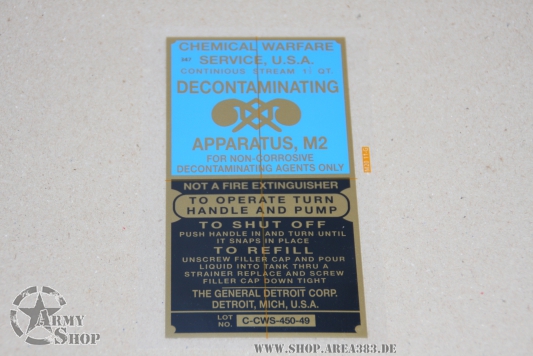 CHEMICAL WARFARE
SERVICE, U.S.A.
CONTINIOUS STREAM 1 QT.
DECONTAMINATING
APPARATUS, M2
FOR NON-CORROSIVE
DECONTAMINATING AGENTS ONLY
NOT A FIRE EXTINGUISHER
TO OPERATE TURN
HANDLE AND PUMP
TO SHUT OFF
PUSH HANDLE IN AND TURN UNTIL
IT SNAPS IN PLACE
TO REFILL
UNSCREW FILLER CAP AND POUR
LIQUID INTO TANK THRU A
STRAINER REPLACE AND SCREW
FILLER CAP DOWN TIGHT
THE GENERAL DETROIT CORP.
DETROIT, MICH, U.S.A.
LOT
NO. C-CWS-450-49
ARMY
SHOP
WWW.SHOP.AREA383.DE